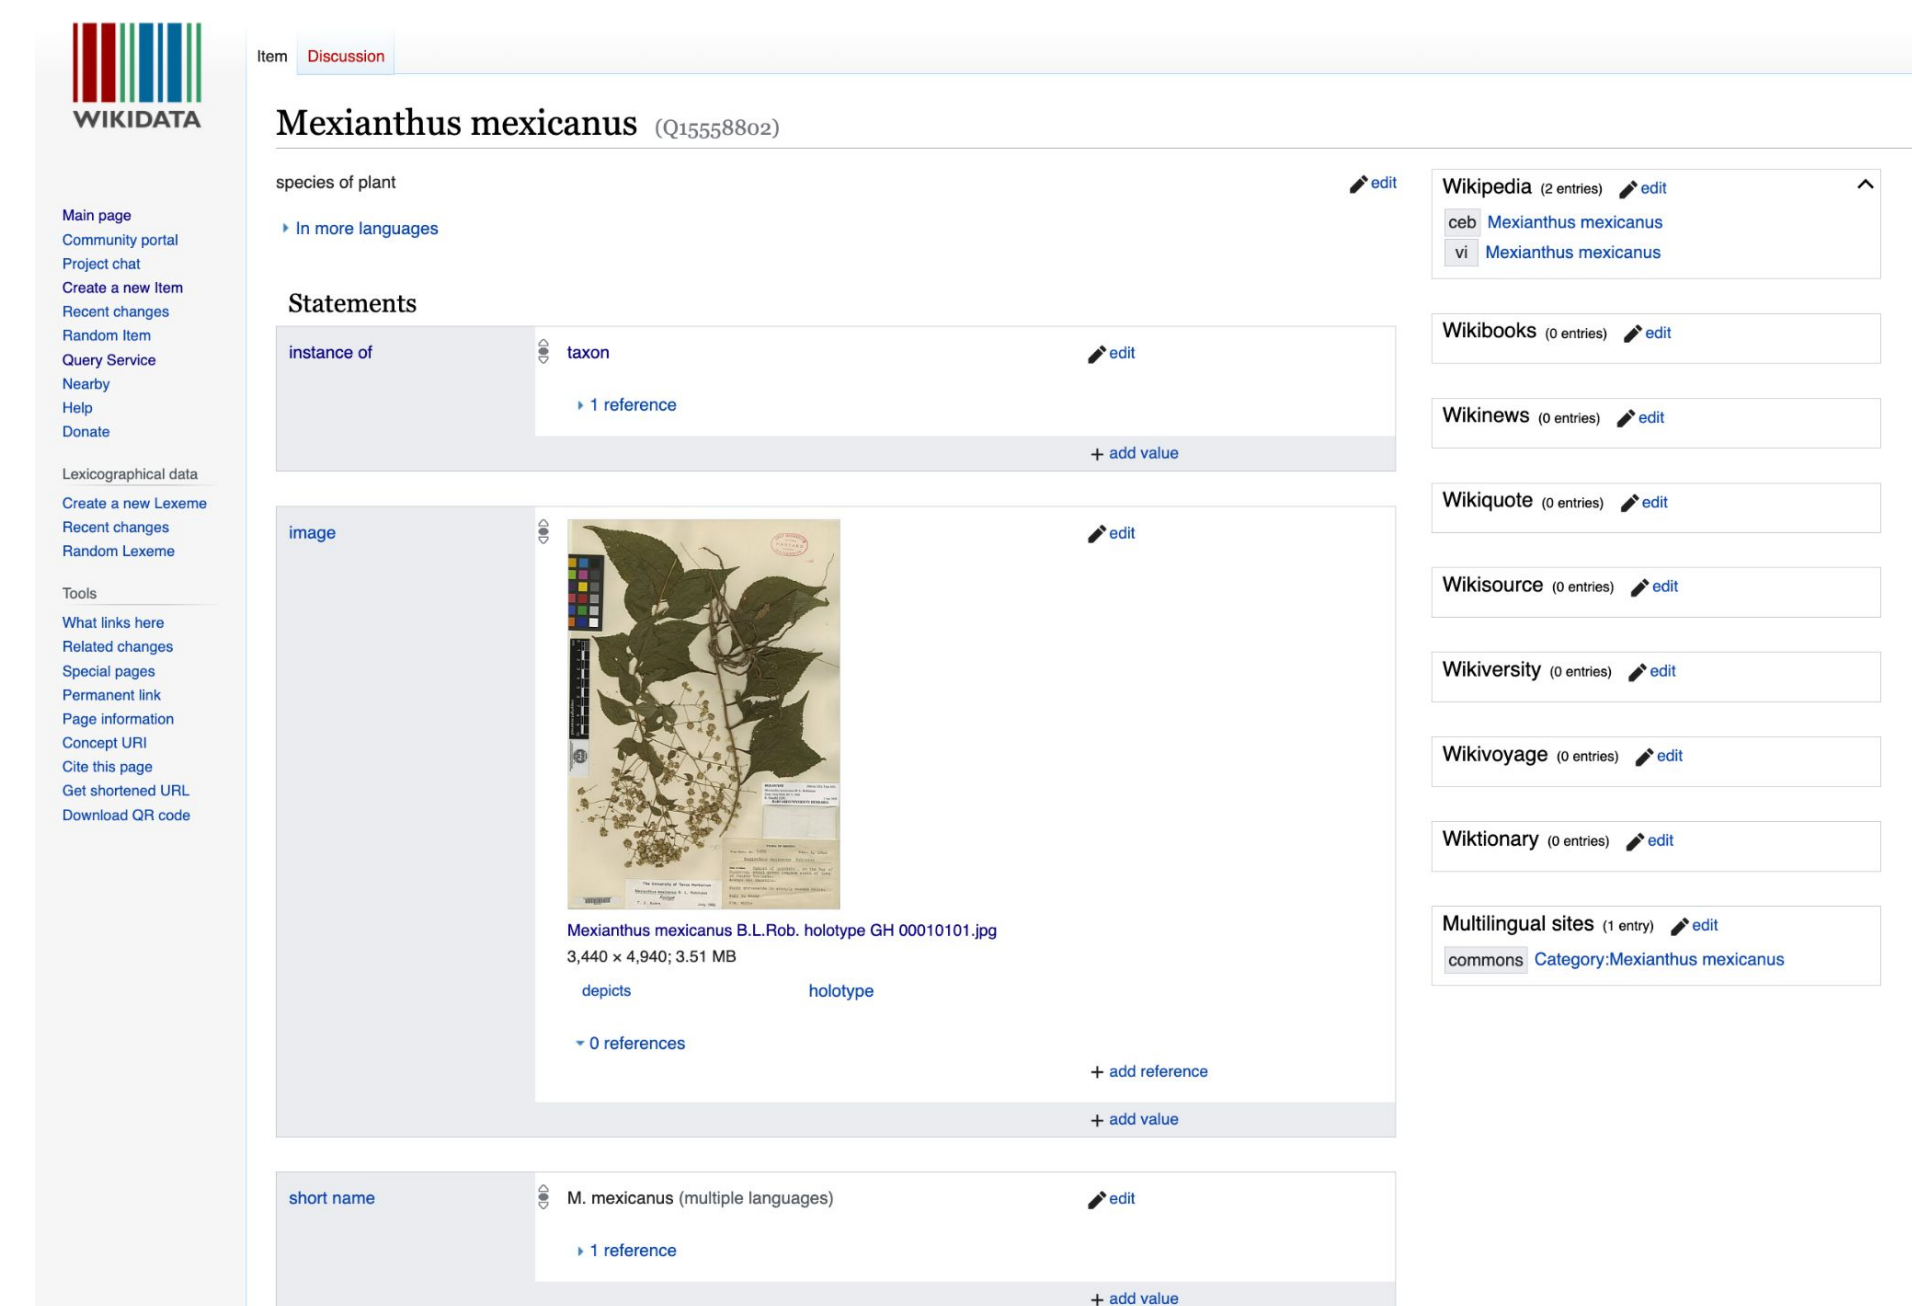 WIKIDATA
Item
Discussion
Mexianthus mexicanus (Q15558802)
Main page
Community portal
Project chat
Create a new Item
Recent changes
Random Item
Query Service
Nearby
Help
Donate
Lexicographical data
Create a new Lexeme
Recent changes
Random Lexeme
Tools
What links here
Related changes
Special pages
Permanent link
Page information
Concept URI
Cite this page
Get shortened URL
Download QR code
species of plant
edit
In more languages
Statements
instance of
taxon
edit
1 reference
+ add value
image
edit
Mexianthus mexicanus B.L.Rob. holotype GH 00010101.jpg
3,440 × 4,940; 3.51 MB
depicts holotype
0 references
+ add reference
+ add value
short name
M. mexicanus (multiple languages)
edit
1 reference
+ add value
Wikipedia (2 entries) edit
ceb Mexianthus mexicanus
vi Mexianthus mexicanus
Wikibooks (0 entries) edit
Wikinews (0 entries) edit
Wikiquote (0 entries) edit
Wikisource (0 entries) edit
Wikiversity (0 entries) edit
Wikivoyage (0 entries) edit
Wiktionary (0 entries) edit
Multilingual sites (1 entry) edit
commons Category:Mexianthus mexicanus